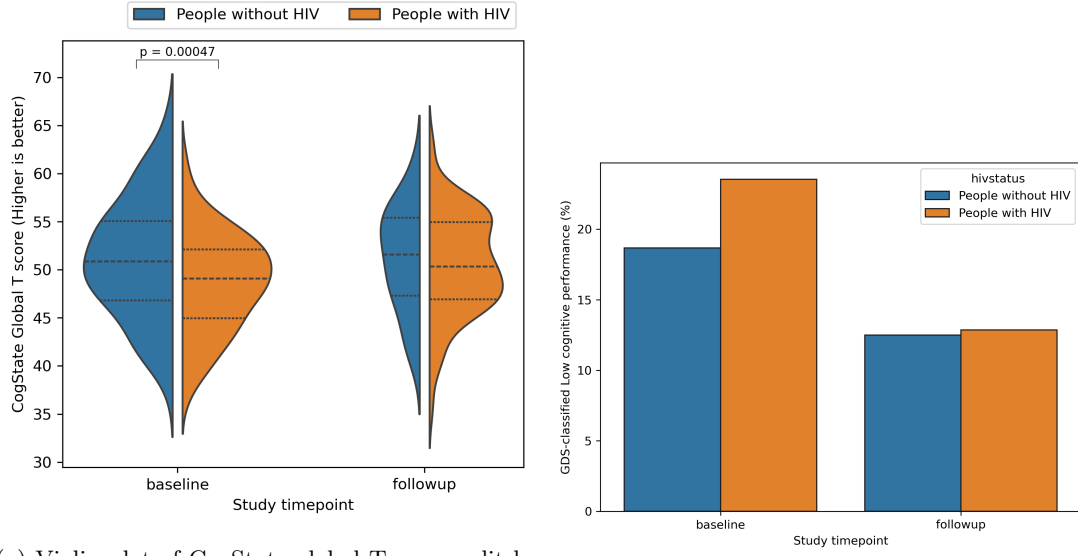 People without HIV People with HIV
p = 0.00047
CogState Global T score (Higher is better)
70
65
60
55
50
45
40
35
30
baseline followup
Study timepoint
hivstatus
People without HIV
People with HIV
GDS-classified Low cognitive performance (%)
20
15
10
5
0
baseline followup
Study timepoint